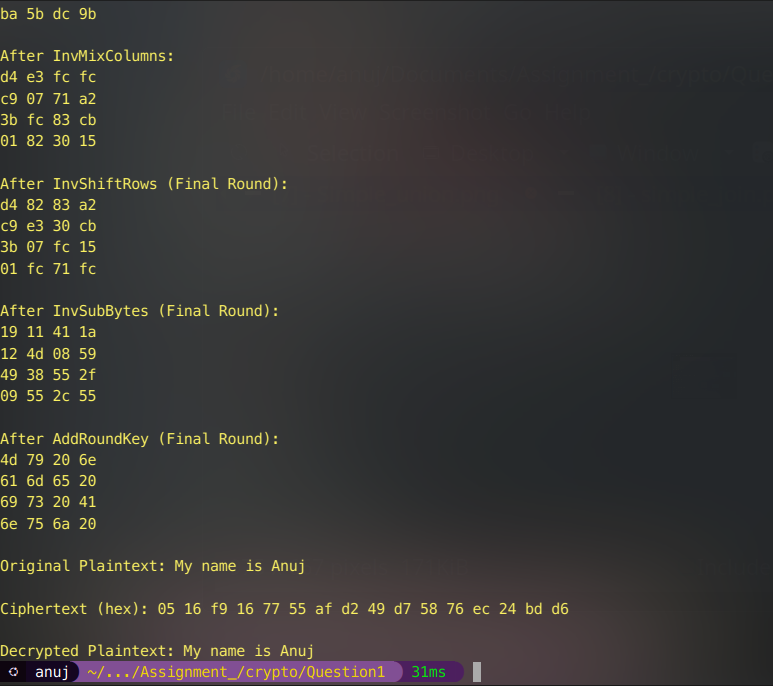 ba 5b dc 9b
After InvMixColumns:
d4 e3 fc fc
c9 07 71 a2
3b fc 83 cb
01 82 30 15
After InvShiftRows (Final Round):
d4 82 83 a2
c9 e3 30 cb
3b 07 fc 15
01 fc 71 fc
After InvSubBytes (Final Round):
19 11 41 1a
12 4d 08 59
49 38 55 2f
09 55 2c 55
After AddRoundKey (Final Round):
4d 79 20 6e
61 6d 65 20
69 73 20 41
6e 75 6a 20
Original Plaintext: My name is Anuj
Ciphertext (hex): 05 16 f9 16 77 55 af d2 49 d7 58 76 ec 24 bd d6
Decrypted Plaintext: My name is Anuj
anuj ~/.../Assignment_/crypto/Question1 31ms